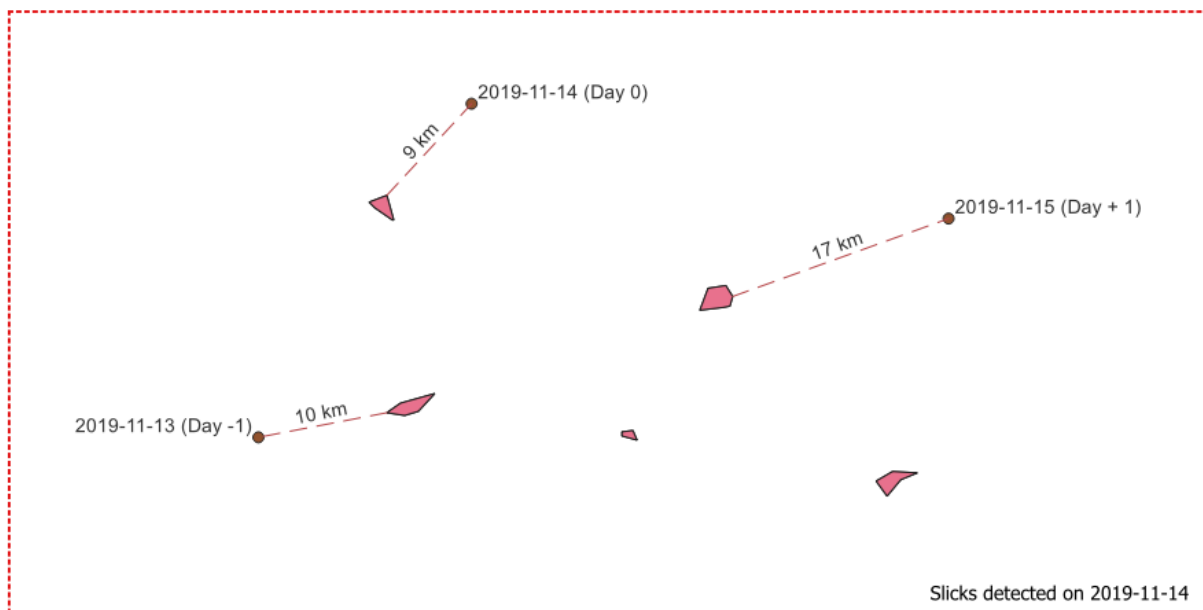 2019-11-14 (Day 0)
9 km
2019-11-15 (Day + 1)
17 km
10 km
2019-11-13 (Day -1)
Slicks detected on 2019-11-14